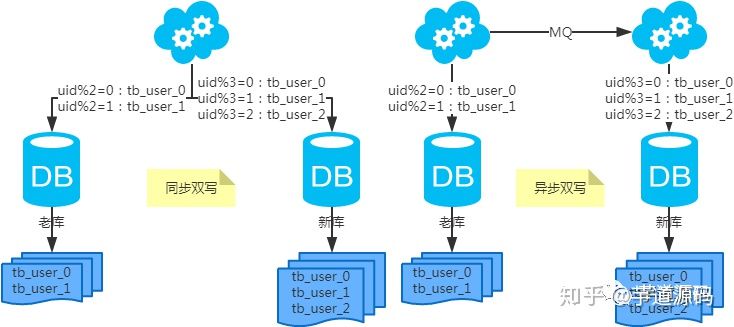 MQ
uid%2=0：tb_user_0
uid%2=1：tb_user_1
uid%3=0：tb_user_0
uid%3=1：tb_user_1
uid%3=2：tb_user_2
uid%2=0：tb_user_0
uid%2=1：tb_user_1
uid%3=0：tb_user_0
uid%3=1：tb_user_1
uid%3=2：tb_user_2
DB
同步双写
DB
DB
异步双写
DB
老库
新库
老库
新库
tb_user_0
tb_user_1
tb_user_0
tb_user_1
tb_user_2
tb_user_0
tb_user_1
tb_user_0
tb_user_1
tb_user_2
知乎 @芋道源码